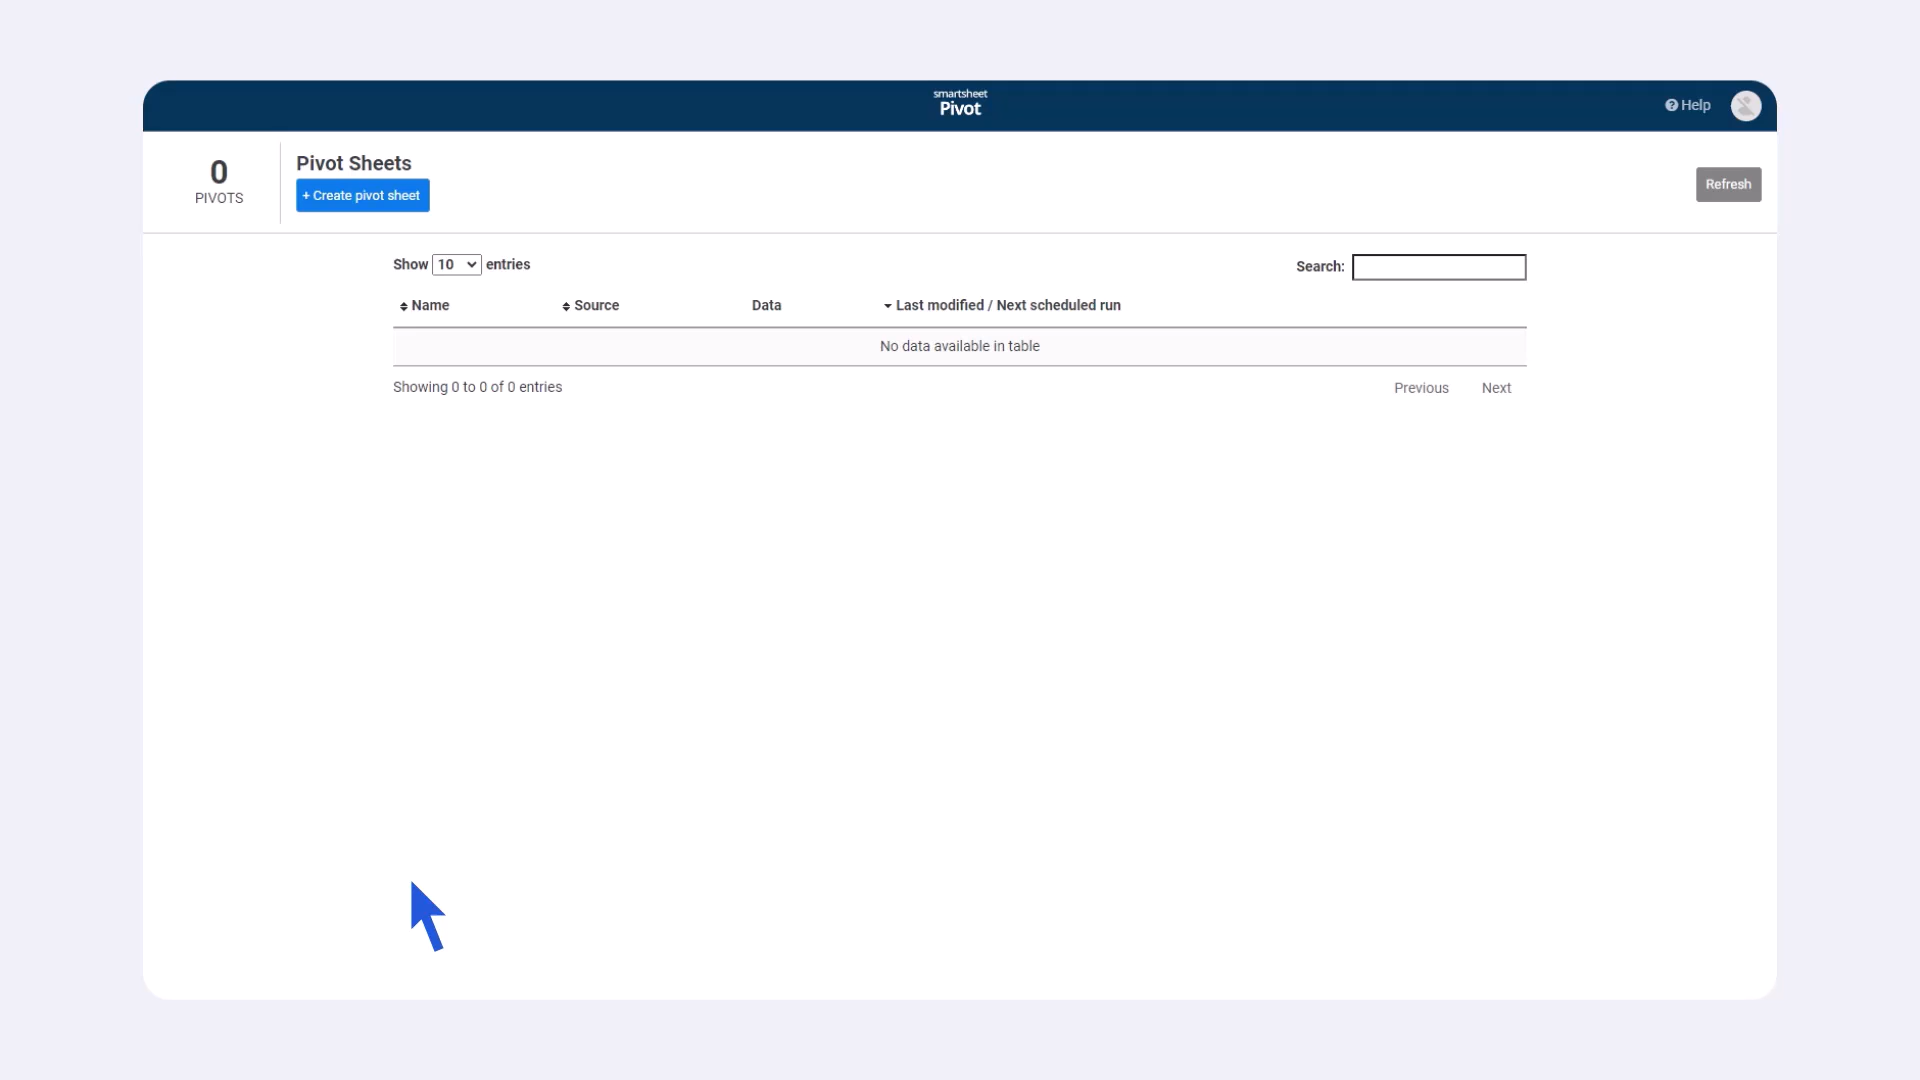 smartsheet
Pivot
Help
0
PIVOTS
Pivot Sheets
+ Create pivot sheet
Refresh
Show 10 entries
Search:
Name Source Data Last modified / Next scheduled run
No data available in table
Showing 0 to 0 of 0 entries
Previous Next